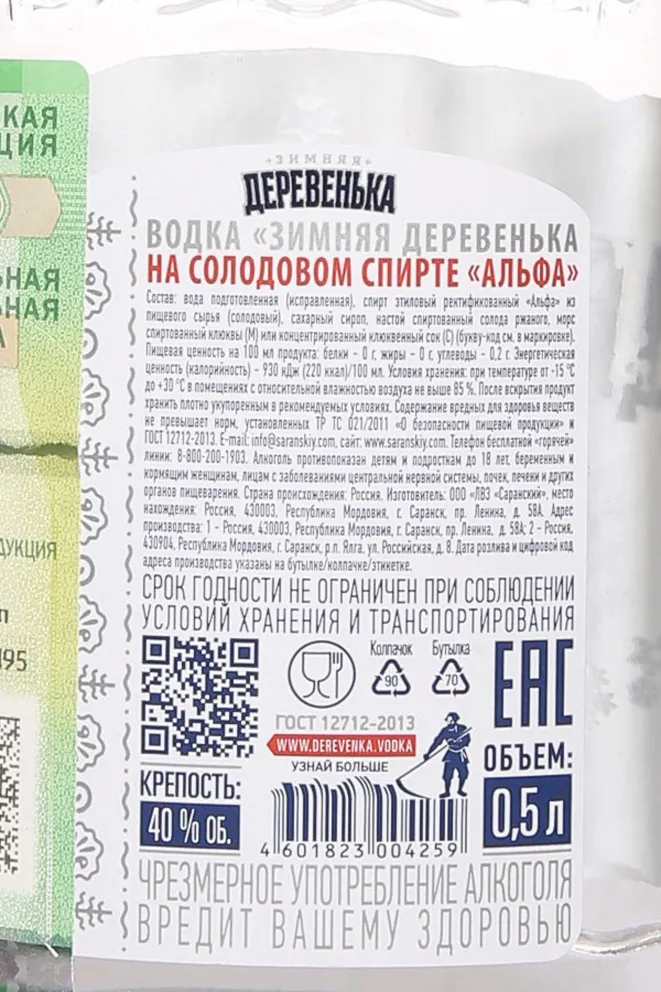 КАЯ
ЦИЯ
ЬНАЯ
ЬНАЯ
А
ДУКЦИЯ
п
195
ЗИМНЯЯ
ДЕРЕВЕНЬКА
ВОДКА «ЗИМНЯЯ ДЕРЕВЕНЬКА
НА СОЛОДОВОМ СПИРТЕ «АЛЬФА»
Состав: вода подготовленная (исправленная), спирт этиловый ректификованный «Альфа» из
пищевого сырья (солодовый), сахарный сироп, настой спиртованный солода ржаного, морс
спиртованный клюквы (М) или концентрированный клюквенный сок (С) (букву-код см. в маркировке).
Пищевая ценность на 100 мл продукта: белки - 0 г, жиры - 0 г, углеводы - 0,2 г. Энергетическая
ценность (калорийность) - 930 кДж (220 ккал)/100 мл. Условия хранения: при температуре от -15 °С
до +30 °С в помещениях с относительной влажностью воздуха не выше 85 %. После вскрытия продукт
хранить плотно укупоренным в рекомендуемых условиях. Содержание вредных для здоровья веществ
не превышает норм, установленных ТР ТС 021/2011 «О безопасности пищевой продукции» и
ГОСТ 12712-2013. E-mail: info@saranskiy.com, сайт: www.saranskiy.com. Телефон бесплатной «горячей»
линии: 8-800-200-1903. Алкоголь противопоказан детям и подросткам до 18 лет, беременным и
кормящим женщинам, лицам с заболеваниями центральной нервной системы, почек, печени и других
органов пищеварения. Страна происхождения: Россия. Изготовитель: ООО «ЛВЗ «Саранский», место
нахождения: Россия, 430003, Республика Мордовия, г. Саранск, пр. Ленина, д. 58А. Адрес
производства: 1 - Россия, 430003, Республика Мордовия, г. Саранск, пр. Ленина, д. 58А; 2 - Россия,
430904, Республика Мордовия, г. Саранск, р.п. Ялга, ул. Российская, д. 8. Дата розлива и цифровой код
адреса производства указаны на бутылке/колпачке/этикетке.
СРОК ГОДНОСТИ НЕ ОГРАНИЧЕН ПРИ СОБЛЮДЕНИИ
УСЛОВИЙ ХРАНЕНИЯ И ТРАНСПОРТИРОВАНИЯ
Колпачок Бутылка
90 70
EAC
ГОСТ 12712-2013
WWW.DEREVENKA.VODKA
УЗНАЙ БОЛЬШЕ
КРЕПОСТЬ:
40 % ОБ.
ОБЪЕМ:
0,5 л
4 601823 004259
ЧРЕЗМЕРНОЕ УПОТРЕБЛЕНИЕ АЛКОГОЛЯ
ВРЕДИТ ВАШЕМУ ЗДОРОВЬЮ